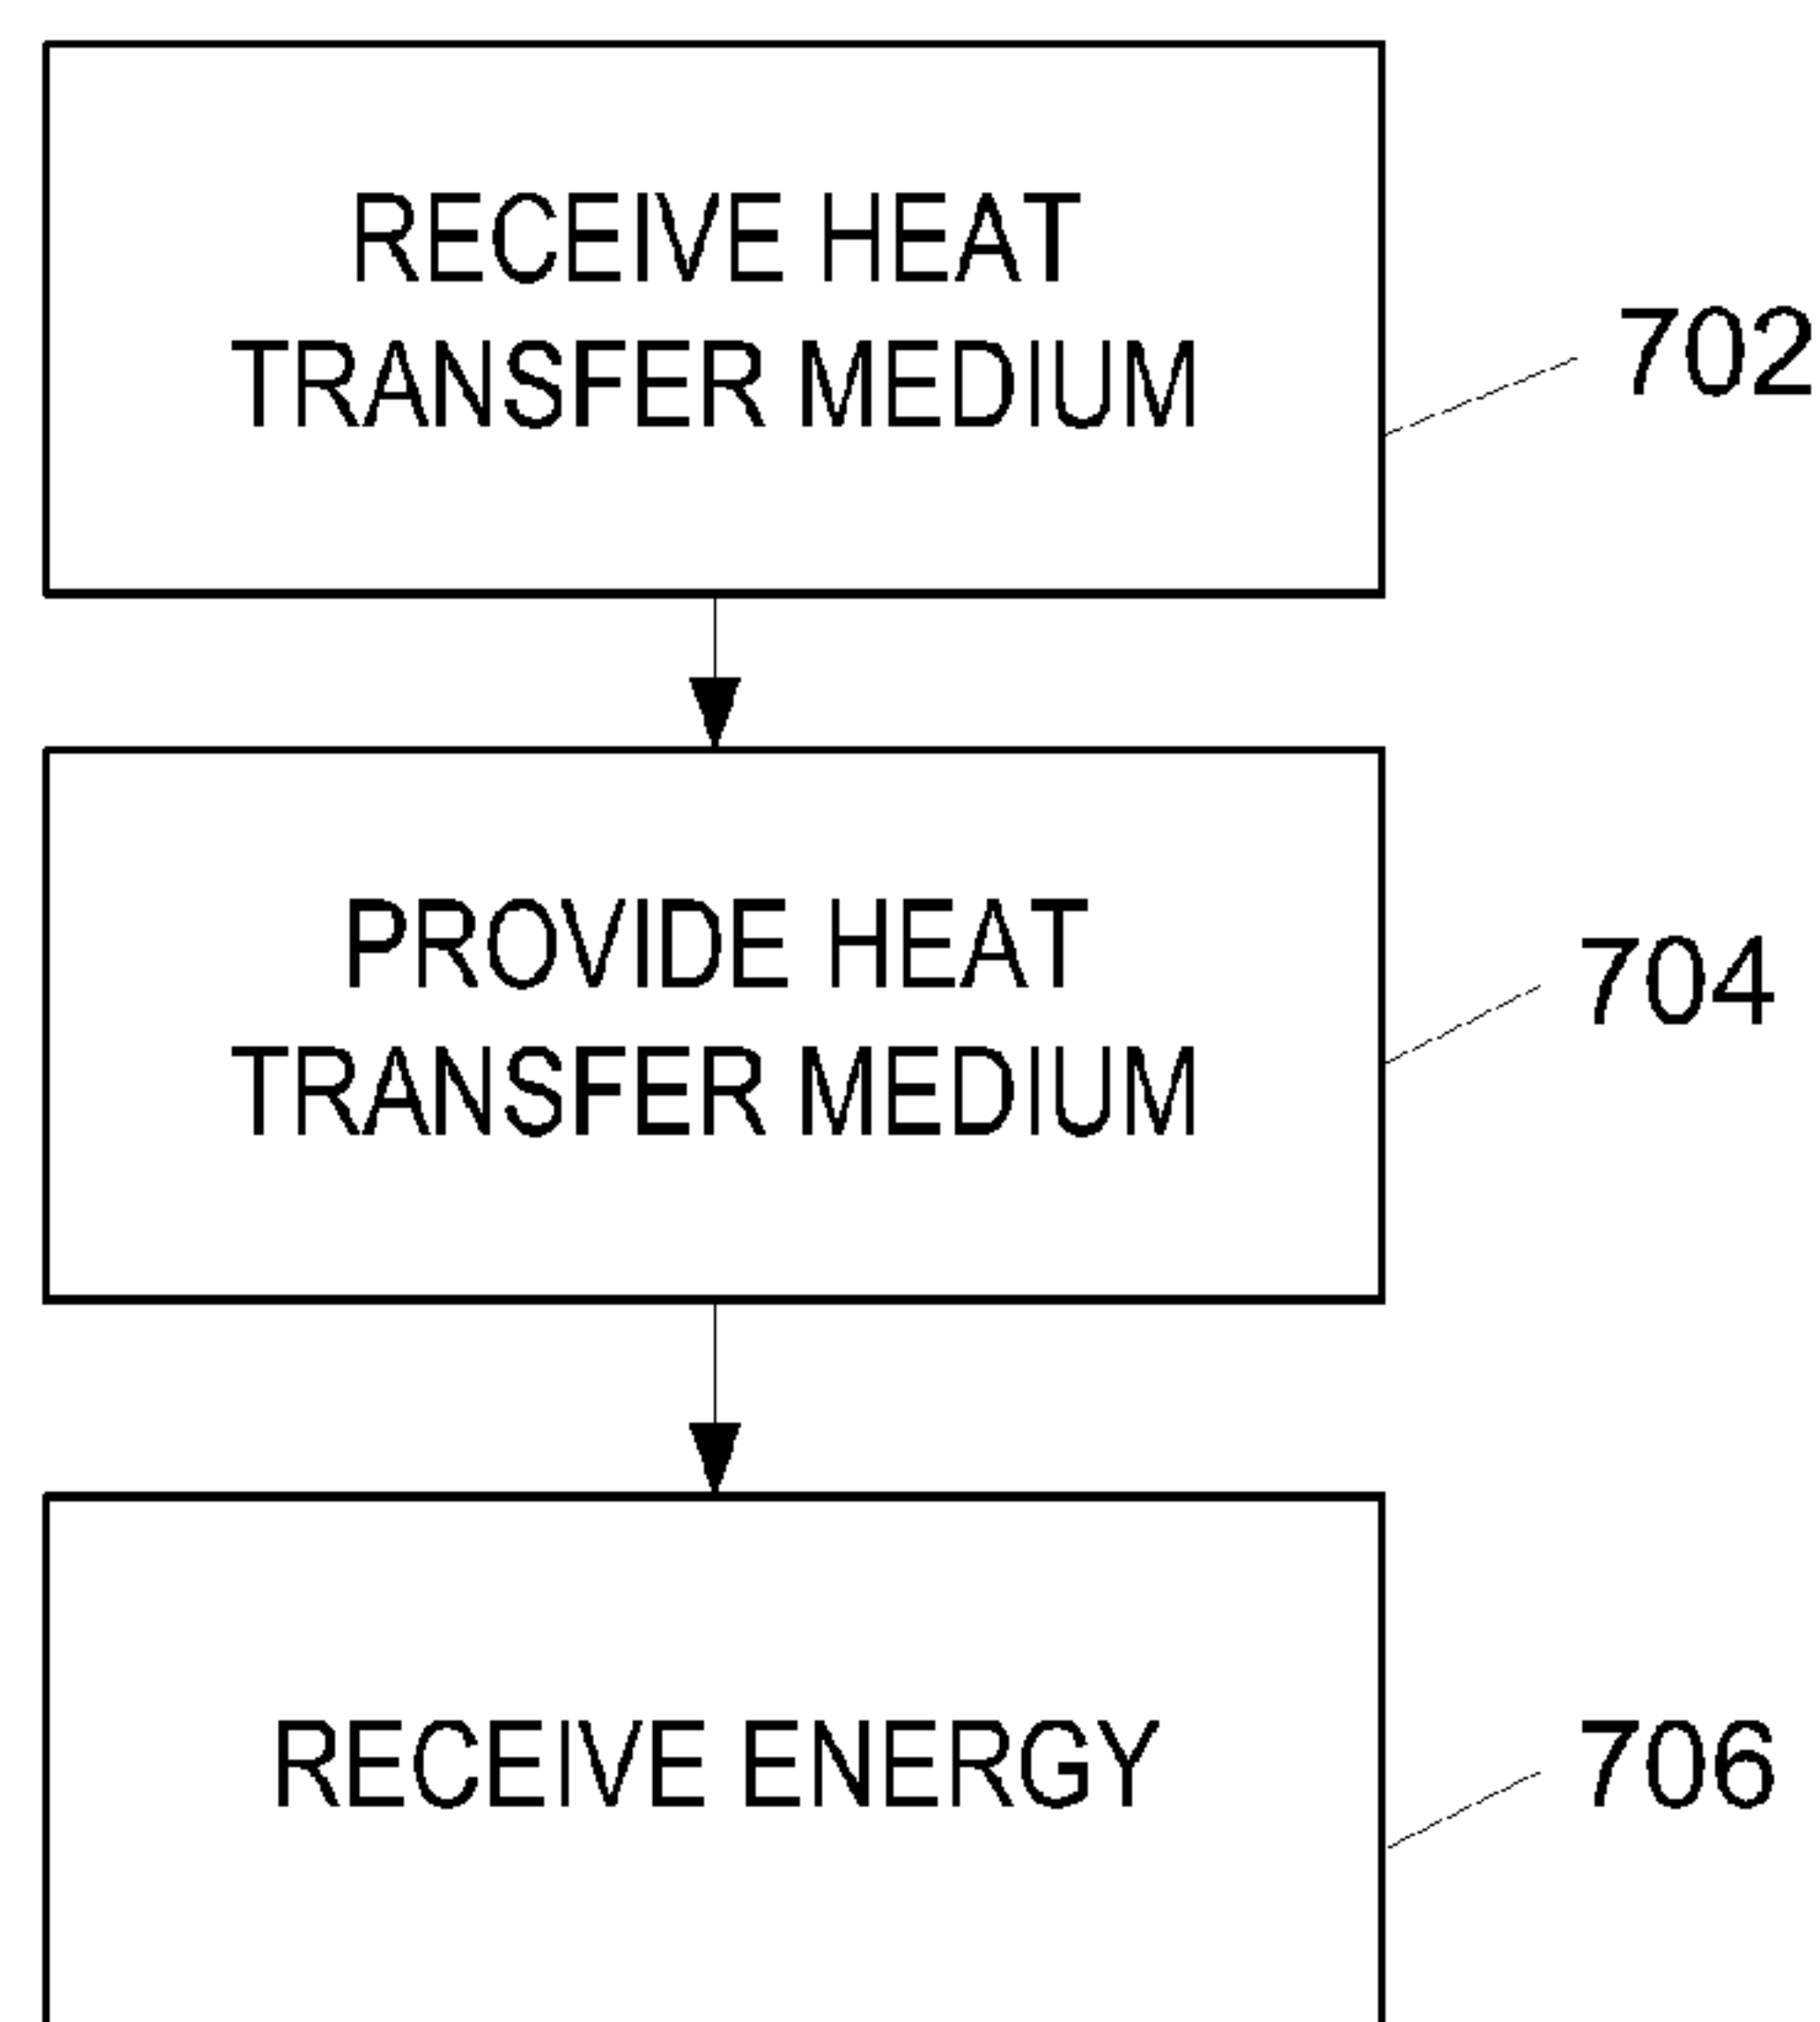 RECEIVE HEAT
TRANSFER MEDIUM
702
PROVIDE HEAT
TRANSFER MEDIUM
704
RECEIVE ENERGY
706